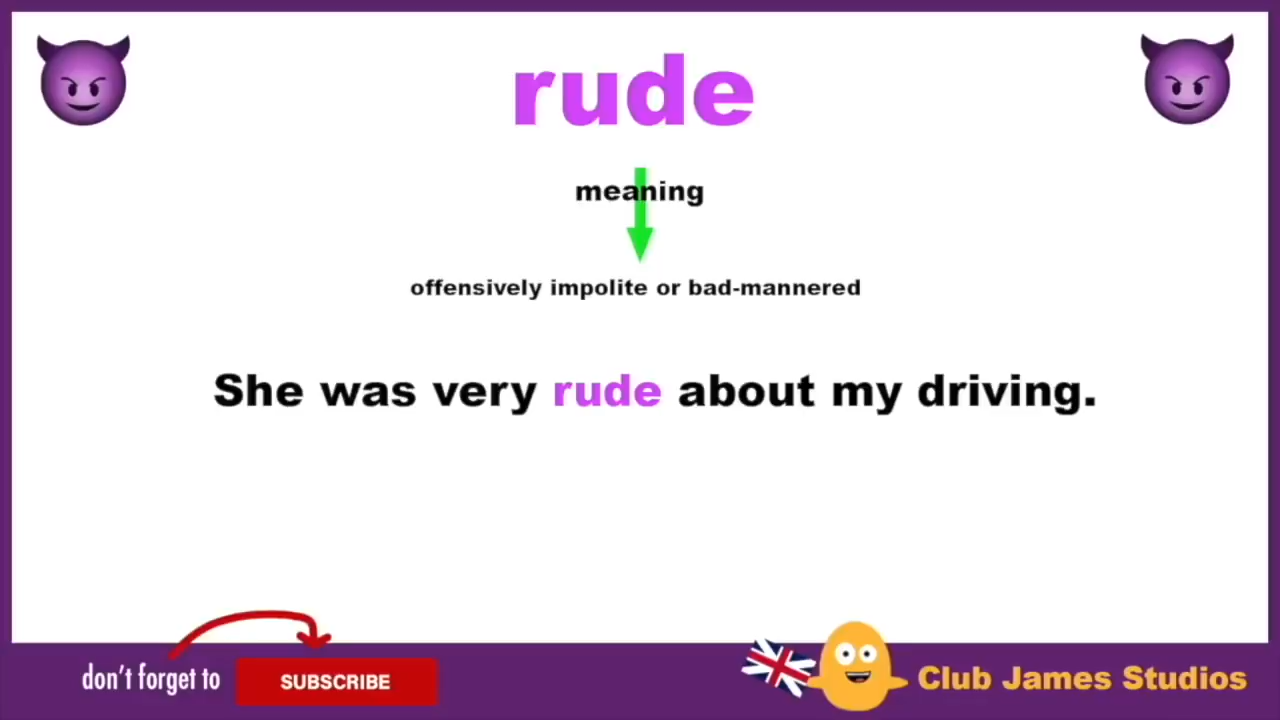 rude
meaning
offensively impolite or bad-mannered
She was very rude about my driving.
don't forget to SUBSCRIBE
Club James Studios